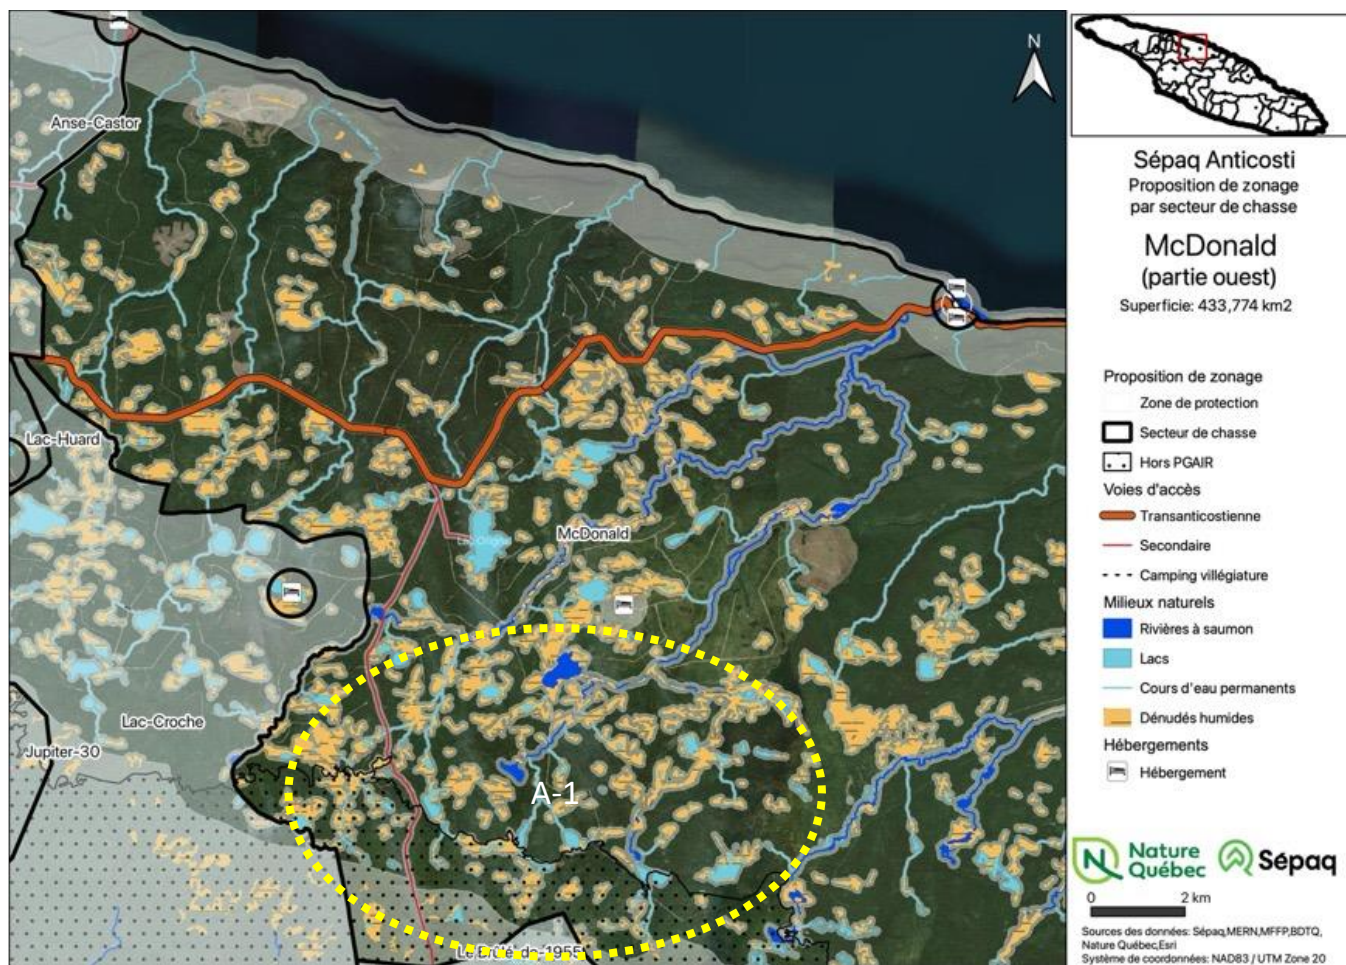 Anse-Castor
Lac-Huard
McDonald
Lac-Croche
Jupiter-30
A-1
Le Brûlé-de-1955
N
Sépaq Anticosti
Proposition de zonage
par secteur de chasse
McDonald
(partie ouest)
Superficie: 433,774 km2
Proposition de zonage
Zone de protection
Secteur de chasse
Hors PGAIR
Voies d'accès
Transanticostienne
Secondaire
Camping villégiature
Milieux naturels
Rivières à saumon
Lacs
Cours d'eau permanents
Dénudés humides
Hébergements
Hébergement
Nature
Québec
Sépaq
0 2 km
Sources des données: Sépaq,MERN,MFFP,BDTQ,
Nature Québec,Esri
Système de coordonnées: NAD83 / UTM Zone 20